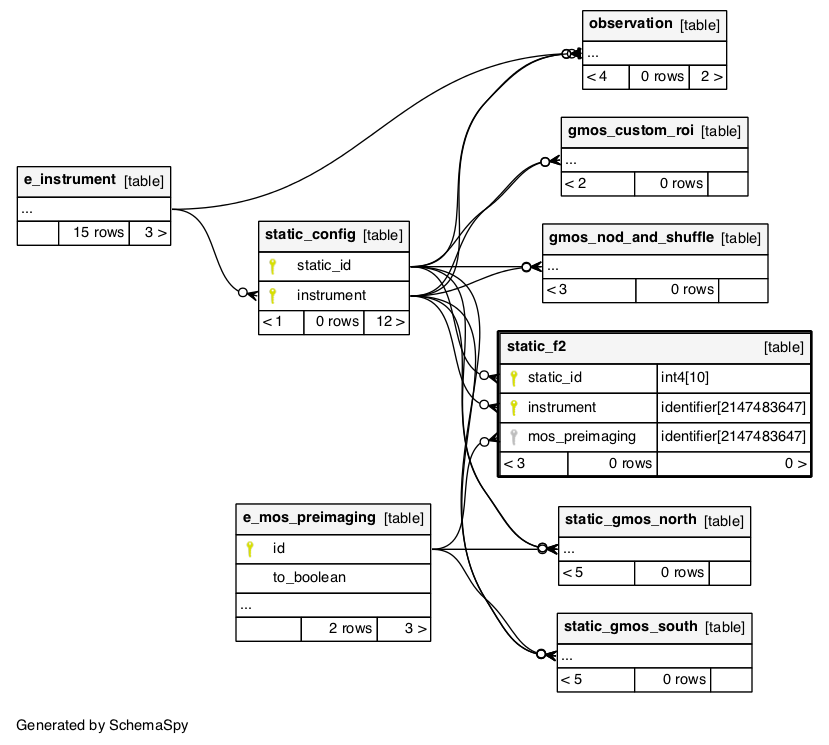 observation [table]
...
< 4 0 rows 2 >
gmos_custom_roi [table]
...
< 2 0 rows
e_instrument [table]
...
15 rows 3 >
static_config [table]
static_id
instrument
< 1 0 rows 12 >
gmos_nod_and_shuffle [table]
...
< 3 0 rows
static_f2 [table]
static_id int4[10]
instrument identifier[2147483647]
mos_preimaging identifier[2147483647]
< 3 0 rows 0 >
e_mos_preimaging [table]
id
to_boolean
...
2 rows 3 >
static_gmos_north [table]
...
< 5 0 rows
static_gmos_south [table]
...
< 5 0 rows
Generated by SchemaSpy